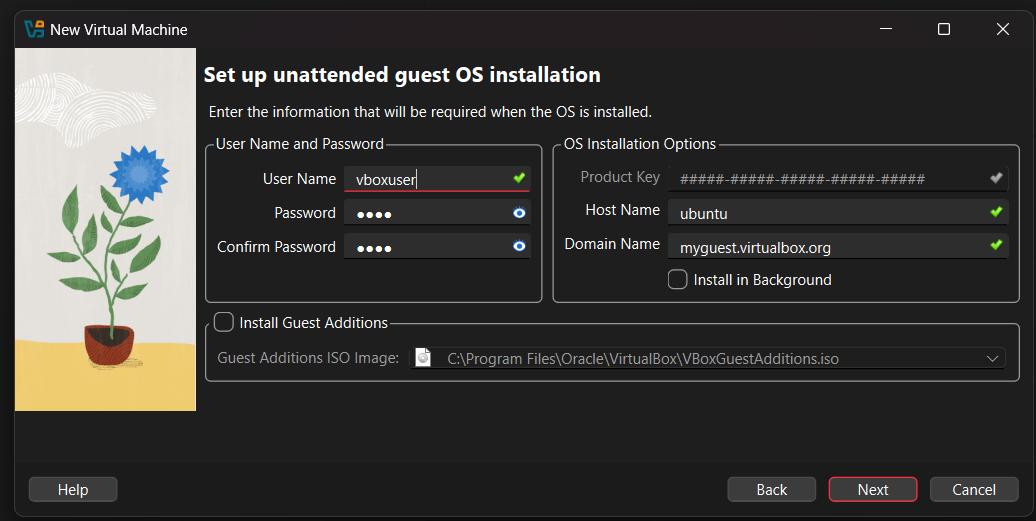 New Virtual Machine
Set up unattended guest OS installation
Enter the information that will be required when the OS is installed.
User Name and Password
User Name vboxuser
Password ●●●●
Confirm Password ●●●●
OS Installation Options
Product Key #####-#####-#####-#####-#####
Host Name ubuntu
Domain Name myguest.virtualbox.org
Install in Background
Install Guest Additions
Guest Additions ISO Image: C:\Program Files\Oracle\VirtualBox\VBoxGuestAdditions.iso
Help Back Next Cancel